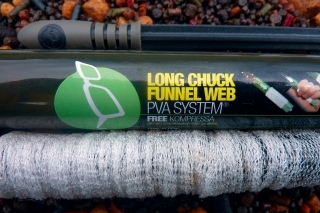 LONG CHUCK
FUNNEL WEB
PVA SYSTEM®
FREE KOMPRESSA